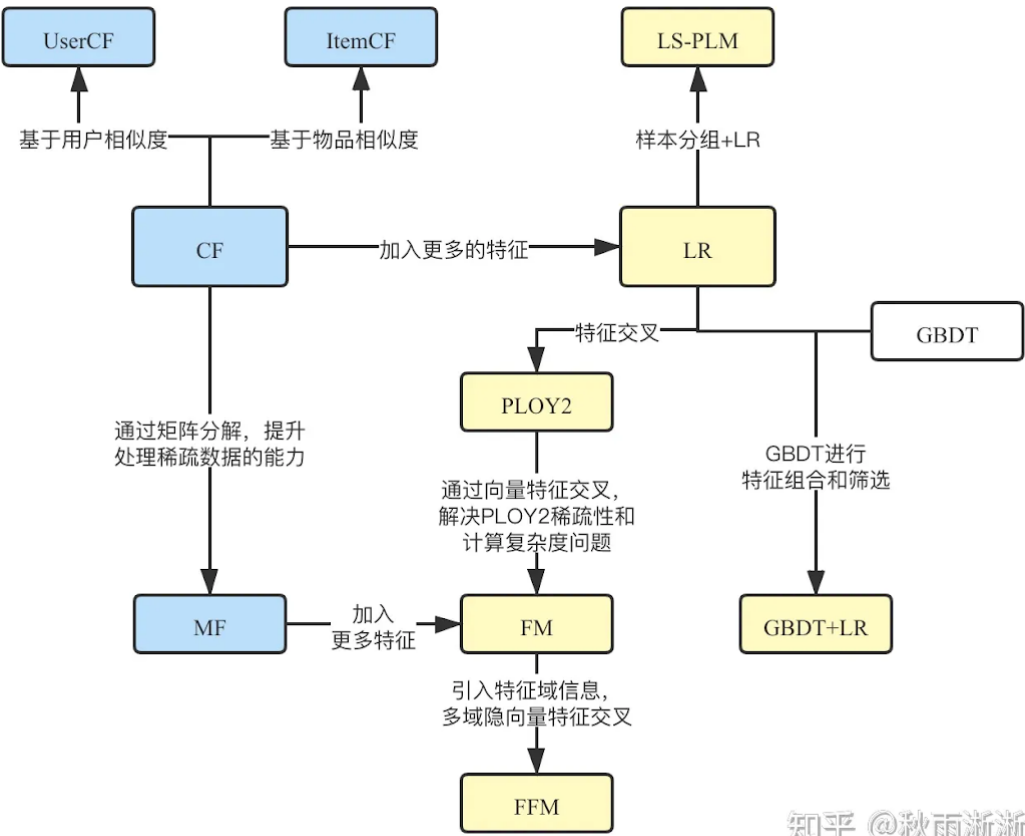 UserCF
ItemCF
LS-PLM
基于用户相似度
基于物品相似度
样本分组+LR
CF
加入更多的特征
LR
特征交叉
GBDT
PLOY2
通过矩阵分解，提升
处理稀疏数据的能力
GBDT进行
特征组合和筛选
通过向量特征交叉，
解决PLOY2稀疏性和
计算复杂度问题
MF
加入
更多特征
FM
GBDT+LR
引入特征域信息，
多域隐向量特征交叉
FFM
知乎 @秋雨淅淅